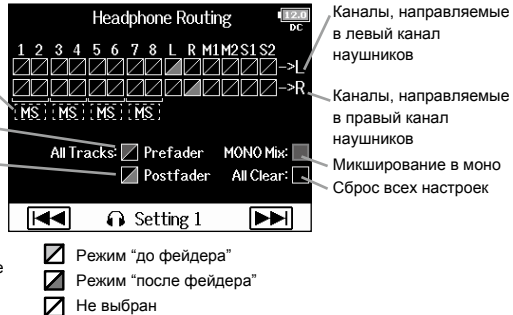 Headphone Routing
12.0
DC
1 2 3 4 5 6 7 8 L R M1M2 S1 S2
->L
->R
MS MS MS MS
All Tracks: Prefader MONO Mix:
Postfader All Clear:
Setting 1
Каналы, направляемые
в левый канал
наушников
Каналы, направляемые
в правый канал
наушников
Микширование в моно
Сброс всех настроек
е
Режим “до фейдера”
Режим “после фейдера”
Не выбран